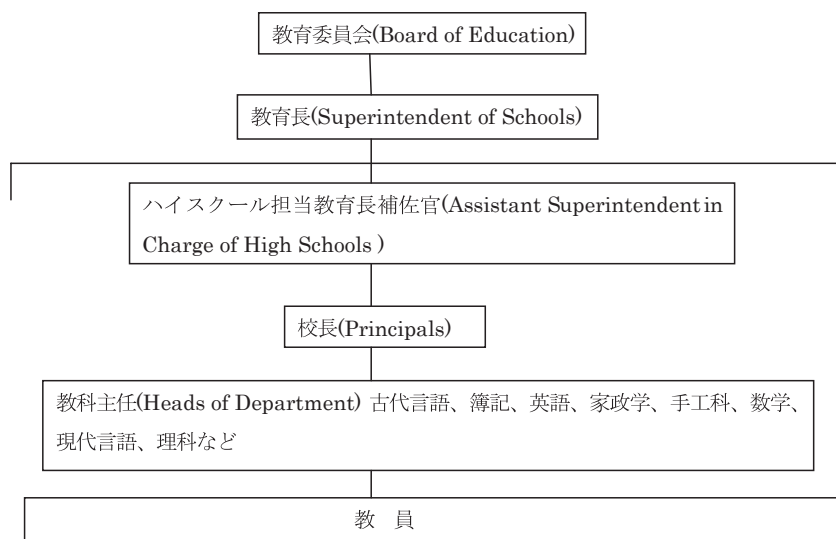 教育委員会(Board of Education)
教育長(Superintendent of Schools)
ハイスクール担当教育長補佐官(Assistant Superintendent in
Charge of High Schools )
校長(Principals)
教科主任(Heads of Department) 古代言語、簿記、英語、家政学、手工科、数学、
現代言語、理科など
教　員